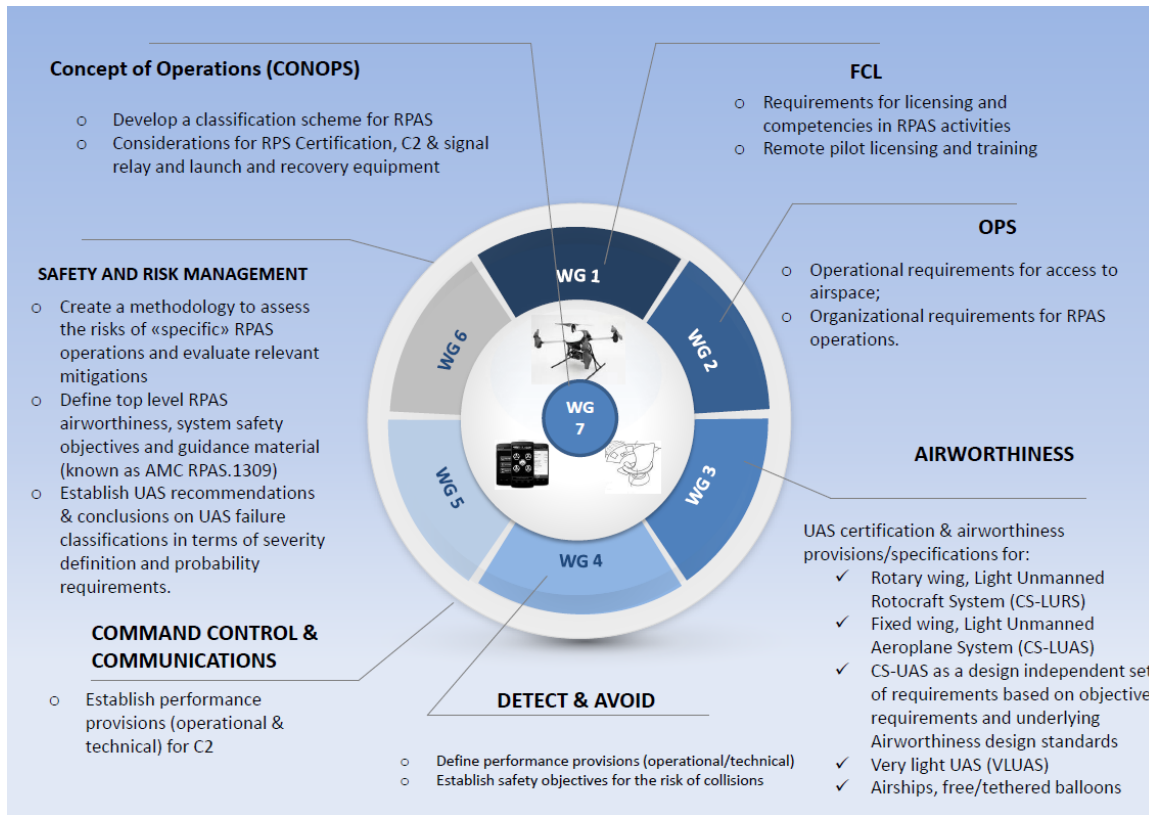 Concept of Operations (CONOPS)
o Develop a classification scheme for RPAS
o Considerations for RPS Certification, C2 & signal
relay and launch and recovery equipment
FCL
o Requirements for licensing and
competencies in RPAS activities
o Remote pilot licensing and training
OPS
o Operational requirements for access to
airspace;
o Organizational requirements for RPAS
operations.
SAFETY AND RISK MANAGEMENT
o Create a methodology to assess
the risks of «specific» RPAS
operations and evaluate relevant
mitigations
o Define top level RPAS
airworthiness, system safety
objectives and guidance material
(known as AMC RPAS.1309)
o Establish UAS recommendations
& conclusions on UAS failure
classifications in terms of severity
definition and probability
requirements.
WG 1
WG 2
WG 3
WG 4
WG 5
WG 6
WG
7
AIRWORTHINESS
UAS certification & airworthiness
provisions/specifications for:
✓ Rotary wing, Light Unmanned
Rotocraft System (CS-LURS)
✓ Fixed wing, Light Unmanned
Aeroplane System (CS-LUAS)
✓ CS-UAS as a design independent set
of requirements based on objective
requirements and underlying
Airworthiness design standards
✓ Very light UAS (VLUAS)
✓ Airships, free/tethered balloons
COMMAND CONTROL &
COMMUNICATIONS
o Establish performance
provisions (operational &
technical) for C2
DETECT & AVOID
o Define performance provisions (operational/technical)
o Establish safety objectives for the risk of collisions